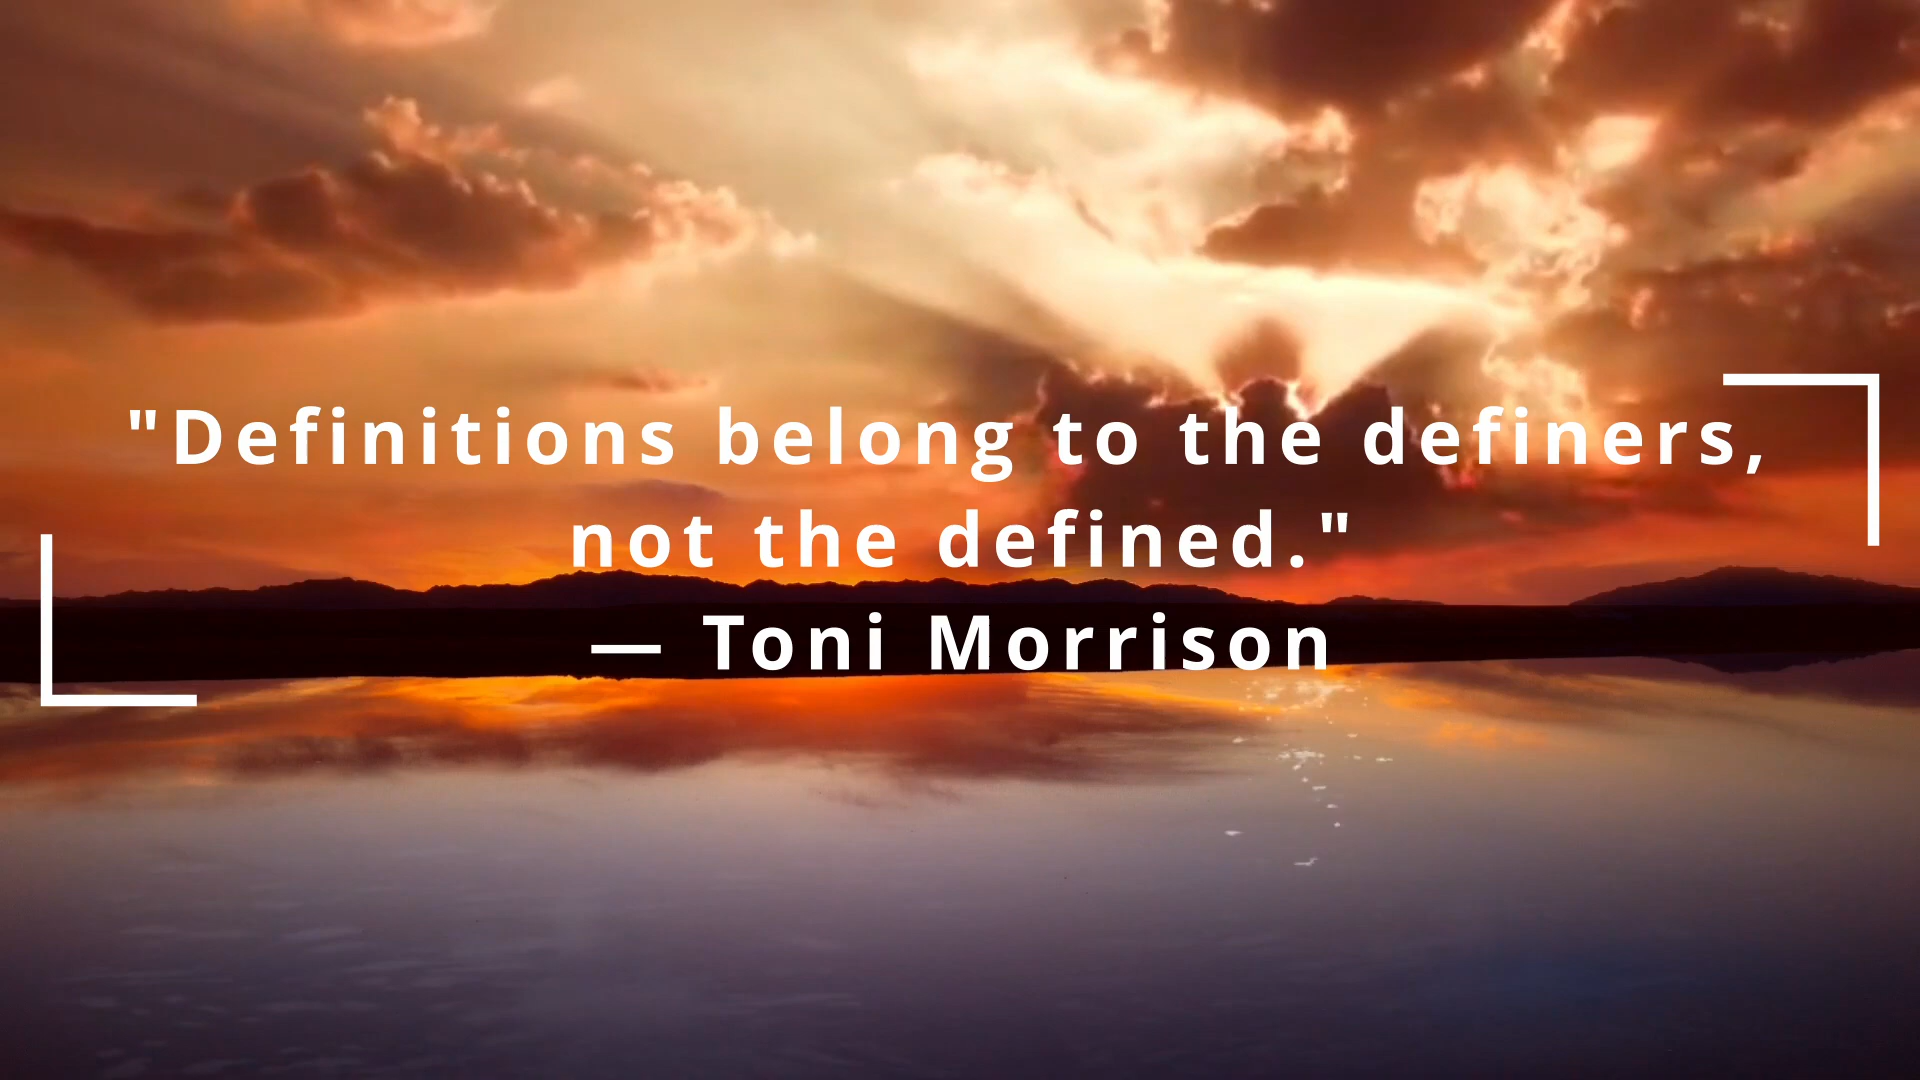 "Definitions belong to the definers,
not the defined."
— Toni Morrison